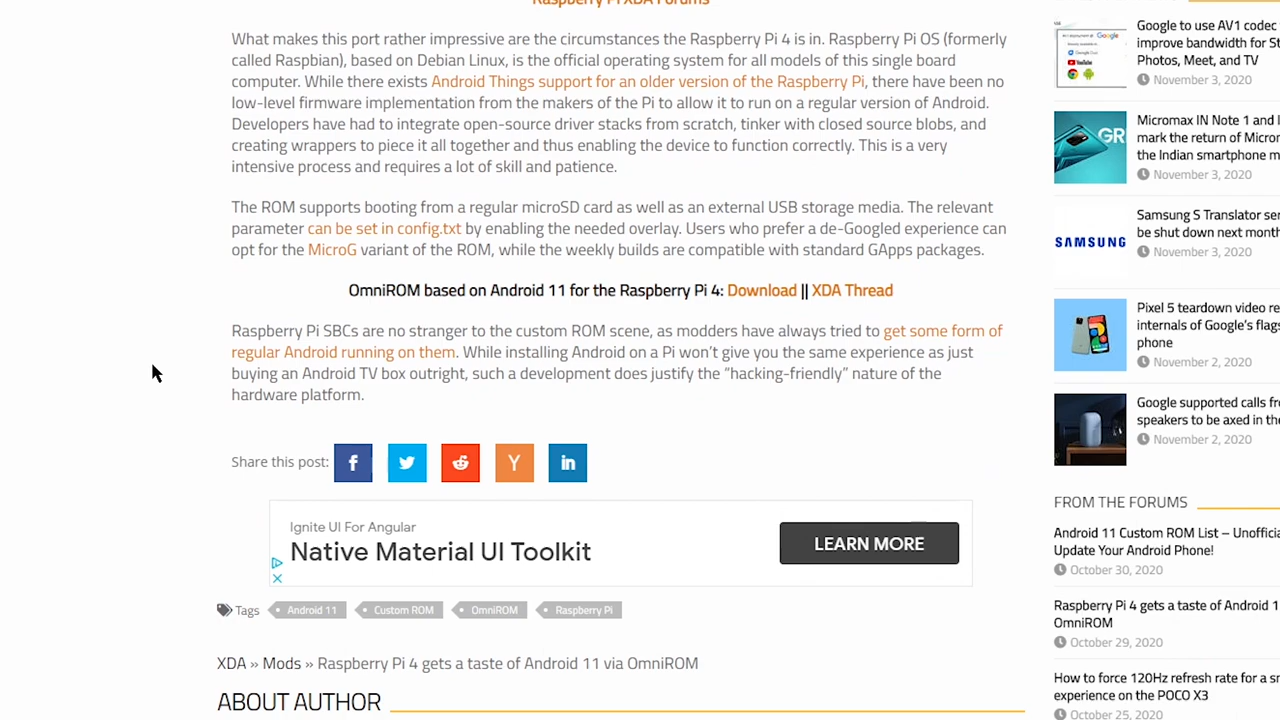 Raspberry Pi XDA Forums
What makes this port rather impressive are the circumstances the Raspberry Pi 4 is in. Raspberry Pi OS (formerly
called Raspbian), based on Debian Linux, is the official operating system for all models of this single board
computer. While there exists Android Things support for an older version of the Raspberry Pi, there have been no
low-level firmware implementation from the makers of the Pi to allow it to run on a regular version of Android.
Developers have had to integrate open-source driver stacks from scratch, tinker with closed source blobs, and
creating wrappers to piece it all together and thus enabling the device to function correctly. This is a very
intensive process and requires a lot of skill and patience.
The ROM supports booting from a regular microSD card as well as an external USB storage media. The relevant
parameter can be set in config.txt by enabling the needed overlay. Users who prefer a de-Googled experience can
opt for the MicroG variant of the ROM, while the weekly builds are compatible with standard GApps packages.
OmniROM based on Android 11 for the Raspberry Pi 4: Download || XDA Thread
Raspberry Pi SBCs are no stranger to the custom ROM scene, as modders have always tried to get some form of
regular Android running on them. While installing Android on a Pi won't give you the same experience as just
buying an Android TV box outright, such a development does justify the "hacking-friendly" nature of the
hardware platform.
Share this post:
Ignite UI For Angular
Native Material UI Toolkit
LEARN MORE
Tags Android 11 Custom ROM OmniROM Raspberry Pi
XDA » Mods » Raspberry Pi 4 gets a taste of Android 11 via OmniROM
ABOUT AUTHOR
Google to use AV1 codec
improve bandwidth for St
Photos, Meet, and TV
November 3, 2020
Micromax IN Note 1 and I
mark the return of Microm
the Indian smartphone m
November 3, 2020
SAMSUNG
Samsung S Translator ser
be shut down next month
November 3, 2020
Pixel 5 teardown video re
internals of Google's flags
phone
November 2, 2020
Google supported calls fr
speakers to be axed in the
November 2, 2020
FROM THE FORUMS
Android 11 Custom ROM List – Unofficia
Update Your Android Phone!
October 30, 2020
Raspberry Pi 4 gets a taste of Android 1
OmniROM
October 29, 2020
How to force 120Hz refresh rate for a sm
experience on the POCO X3
October 25, 2020